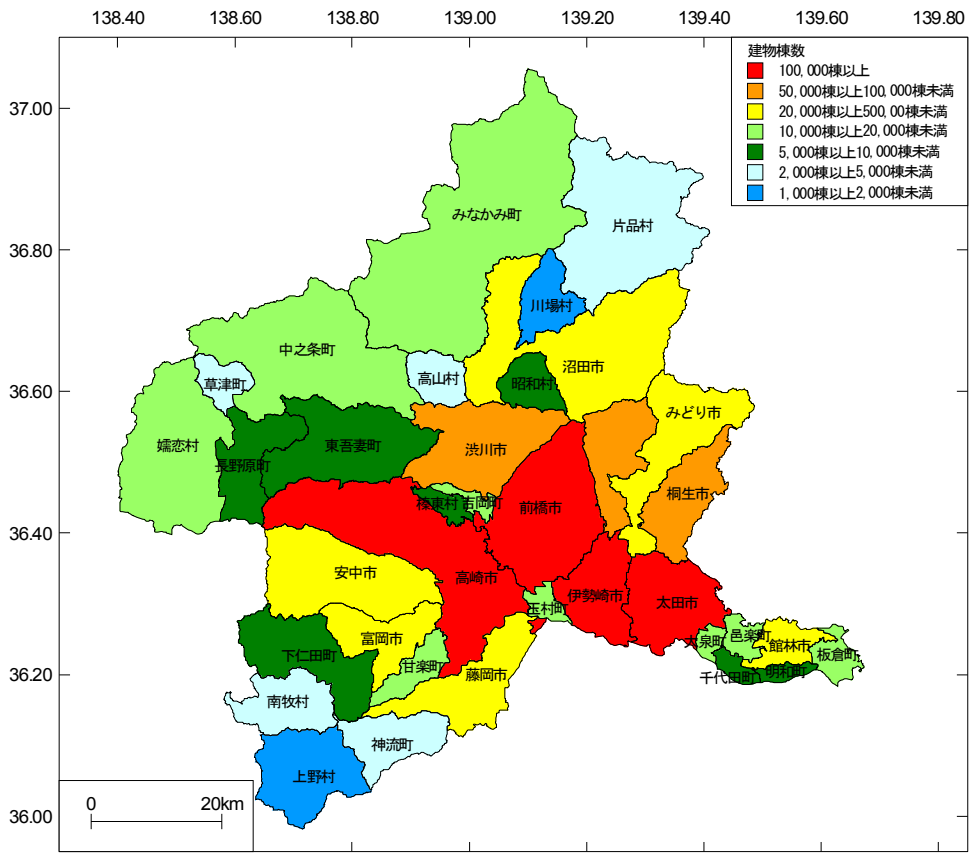 138.40 138.60 138.80 139.00 139.20 139.40 139.60 139.80
建物棟数
100,000棟以上
50,000棟以上100,000棟未満
20,000棟以上500,00棟未満
10,000棟以上20,000棟未満
5,000棟以上10,000棟未満
2,000棟以上5,000棟未満
1,000棟以上2,000棟未満
37.00
みなかみ町
片品村
36.80
川場村
中之条町
沼田市
草津町
高山村
昭和村
36.60
みどり市
嬬恋村
東吾妻町
渋川市
長野原町
桐生市
榛東村
吉岡町
前橋市
36.40
安中市
高崎市
伊勢崎市
太田市
玉村町
富岡市
大泉町
邑楽町
館林市
下仁田町
甘楽町
板倉町
36.20
藤岡市
千代田町
明和町
南牧村
神流町
上野村
36.00
0 20km